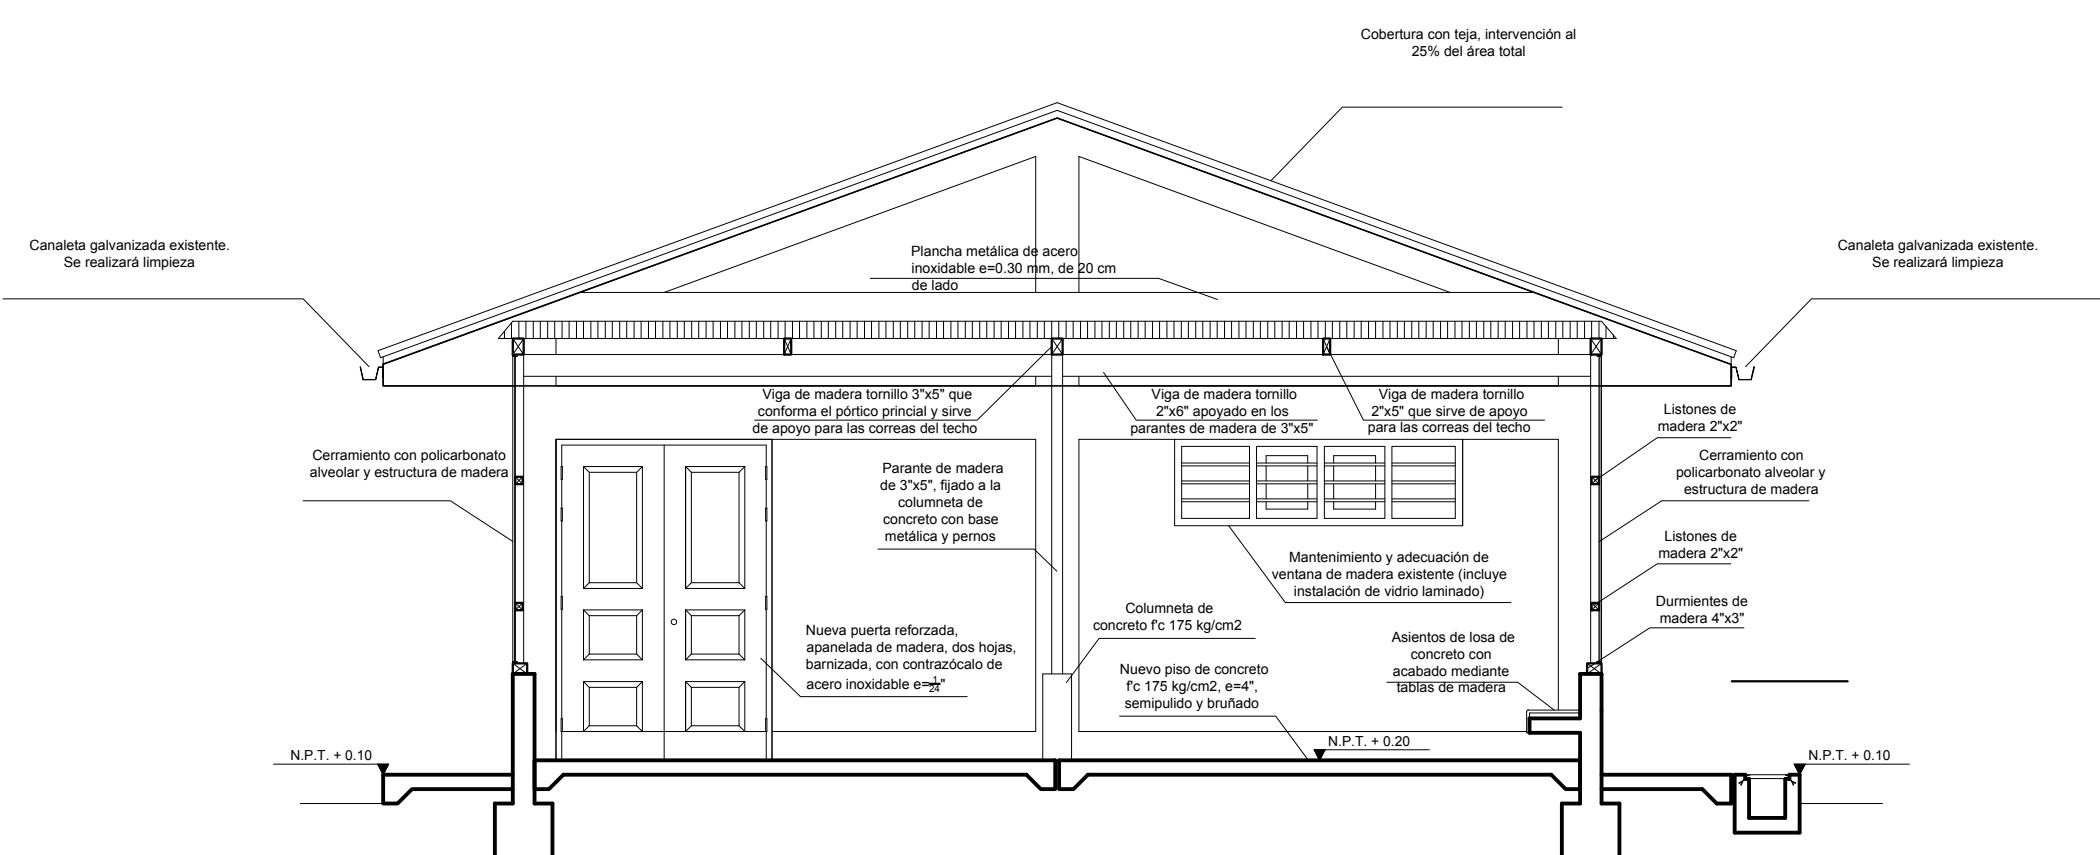 Cobertura con teja, intervención al
25% del área total
Canaleta galvanizada existente.
Se realizará limpieza
Plancha metálica de acero
inoxidable e=0.30 mm, de 20 cm
de lado
Canaleta galvanizada existente.
Se realizará limpieza
Viga de madera tornillo 3"x5" que
conforma el pórtico princial y sirve
de apoyo para las correas del techo
Viga de madera tornillo
2"x6" apoyado en los
parantes de madera de 3"x5"
Viga de madera tornillo
2"x5" que sirve de apoyo
para las correas del techo
Listones de
madera 2"x2"
Cerramiento con policarbonato
alveolar y estructura de madera
Parante de madera
de 3"x5", fijado a la
columneta de
concreto con base
metálica y pernos
Cerramiento con
policarbonato alveolar y
estructura de madera
Mantenimiento y adecuación de
ventana de madera existente (incluye
instalación de vidrio laminado)
Listones de
madera 2"x2"
Columneta de
concreto f'c 175 kg/cm2
Durmientes de
madera 4"x3"
Nueva puerta reforzada,
apanelada de madera, dos hojas,
barnizada, con contrazócalo de
acero inoxidable e=1/24"
Nuevo piso de concreto
f'c 175 kg/cm2, e=4",
semipulido y bruñado
Asientos de losa de
concreto con
acabado mediante
tablas de madera
N.P.T. + 0.10
N.P.T. + 0.20
N.P.T. + 0.10